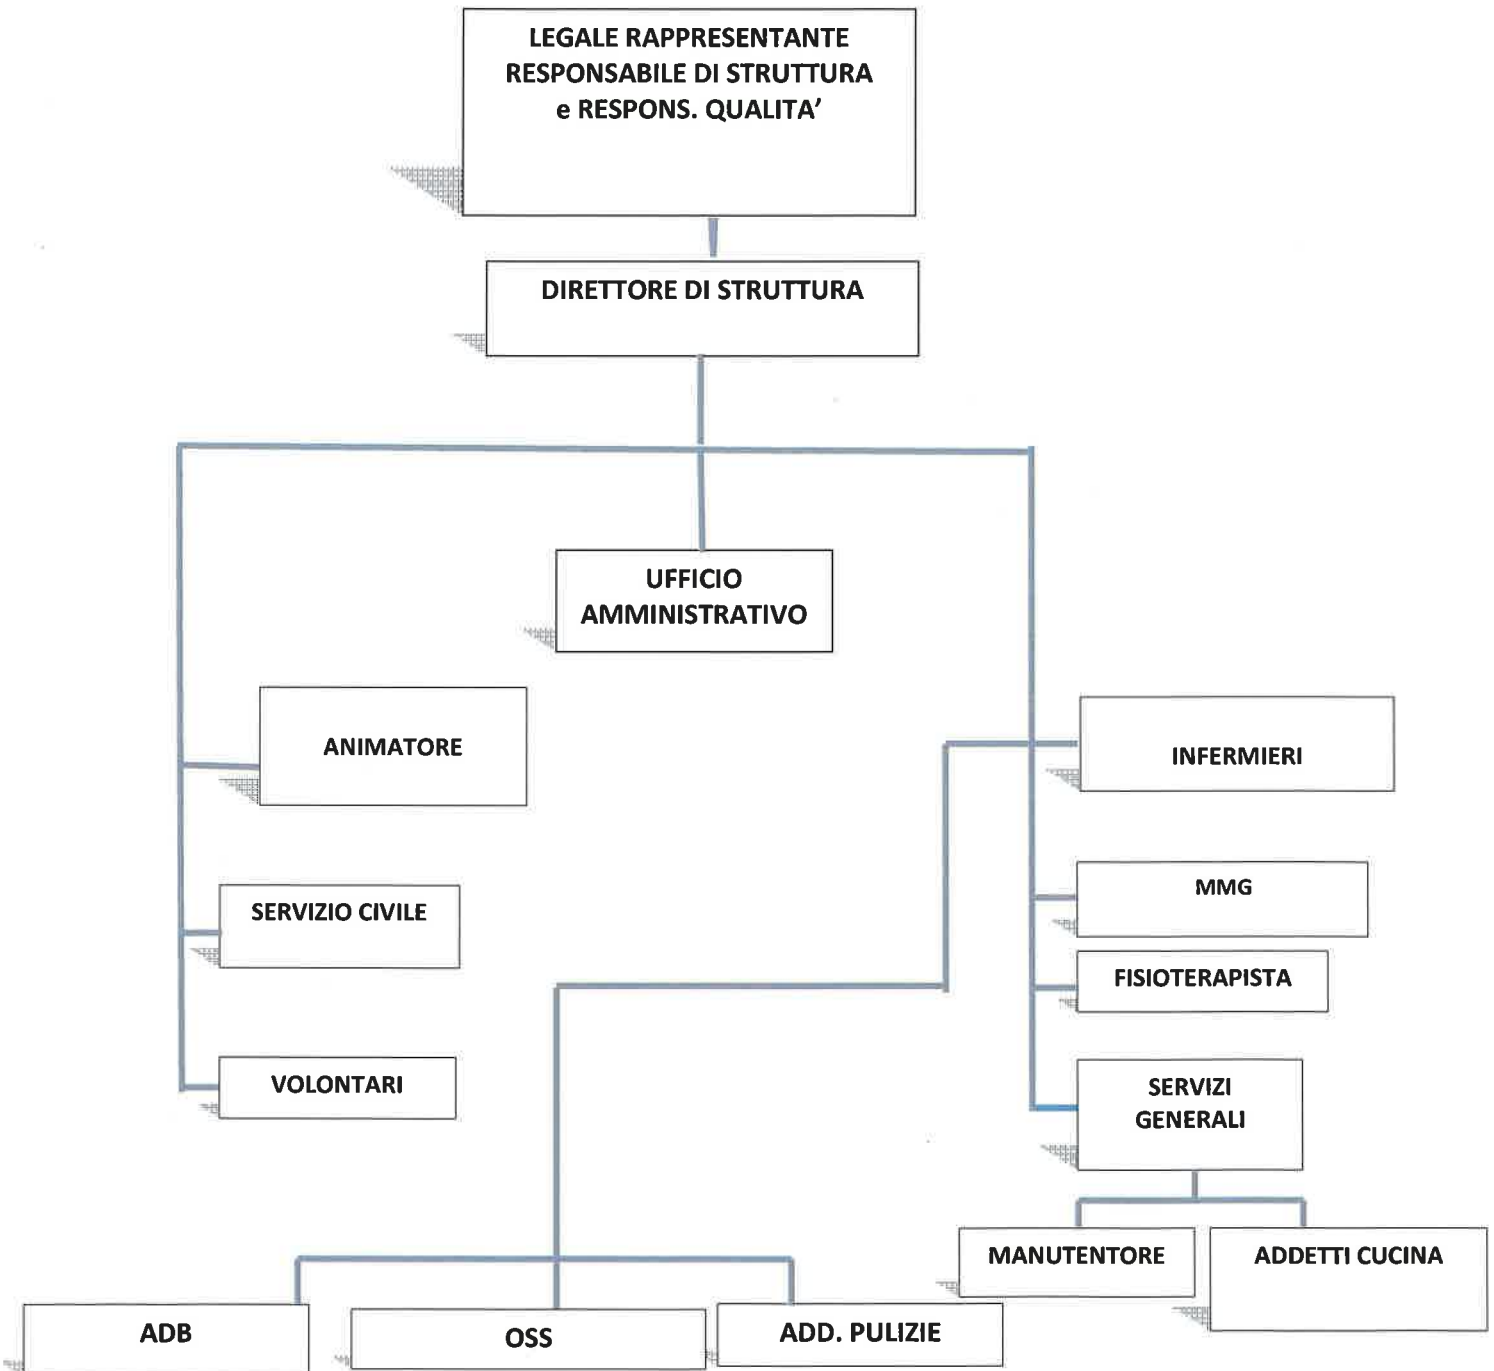 LEGALE RAPPRESENTANTE
RESPONSABILE DI STRUTTURA
e RESPONS. QUALITA'
DIRETTORE DI STRUTTURA
UFFICIO
AMMINISTRATIVO
ANIMATORE
INFERMIERI
SERVIZIO CIVILE
MMG
FISIOTERAPISTA
VOLONTARI
SERVIZI
GENERALI
MANUTENTORE
ADDETTI CUCINA
ADB
OSS
ADD. PULIZIE